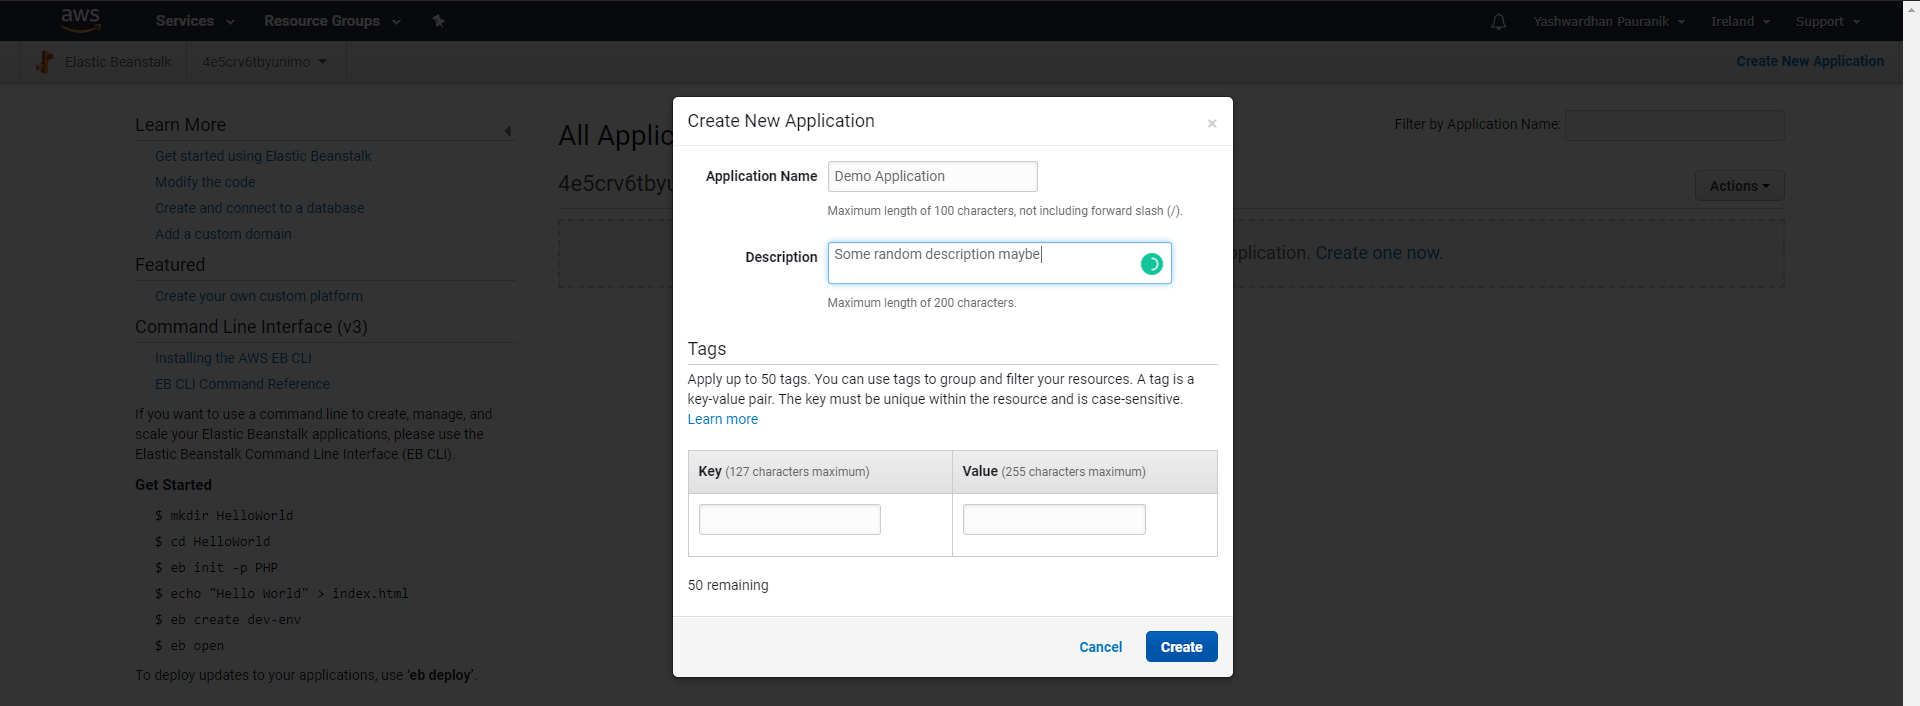 aws
Services
Resource Groups
Yashwardhan Pauranik
Ireland
Support
Elastic Beanstalk
4e5crv6tbyunimo
Create New Application
Learn More
Get started using Elastic Beanstalk
Modify the code
Create and connect to a database
Add a custom domain
Featured
Create your own custom platform
Command Line Interface (v3)
Installing the AWS EB CLI
EB CLI Command Reference
If you want to use a command line to create, manage, and
scale your Elastic Beanstalk applications, please use the
Elastic Beanstalk Command Line Interface (EB CLI).
Get Started
$ mkdir HelloWorld
$ cd HelloWorld
$ eb init -p PHP
$ echo "Hello World" > index.html
$ eb create dev-env
$ eb open
To deploy updates to your applications, use 'eb deploy'.
All Applic
Filter by Application Name:
4e5crv6tbyu
Actions
plication. Create one now.
Create New Application
×
Application Name Demo Application
Maximum length of 100 characters, not including forward slash (/).
Description Some random description maybe
Maximum length of 200 characters.
Tags
Apply up to 50 tags. You can use tags to group and filter your resources. A tag is a
key-value pair. The key must be unique within the resource and is case-sensitive.
Learn more
Key (127 characters maximum) Value (255 characters maximum)
50 remaining
Cancel Create